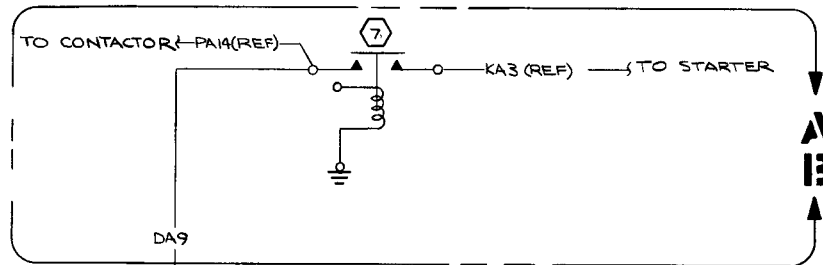 7.
TO CONTACTOR PA14(REF)
KA3 (REF) TO STARTER
A
B
DA9